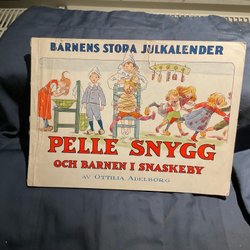 BARNENS STORA JULKALENDER
PELLE SNYGG
OCH BARNEN I SNASKEBY
AV OTTILIA ADELBORG